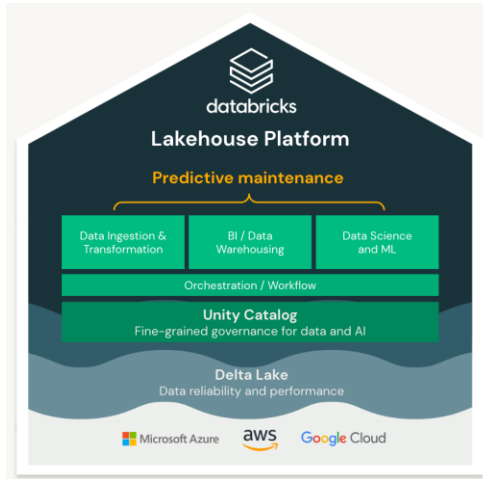 databricks
Lakehouse Platform
Predictive maintenance
Data Ingestion &
Transformation
BI / Data
Warehousing
Data Science
and ML
Orchestration / Workflow
Unity Catalog
Fine-grained governance for data and AI
Delta Lake
Data reliability and performance
Microsoft Azure
aws
Google Cloud